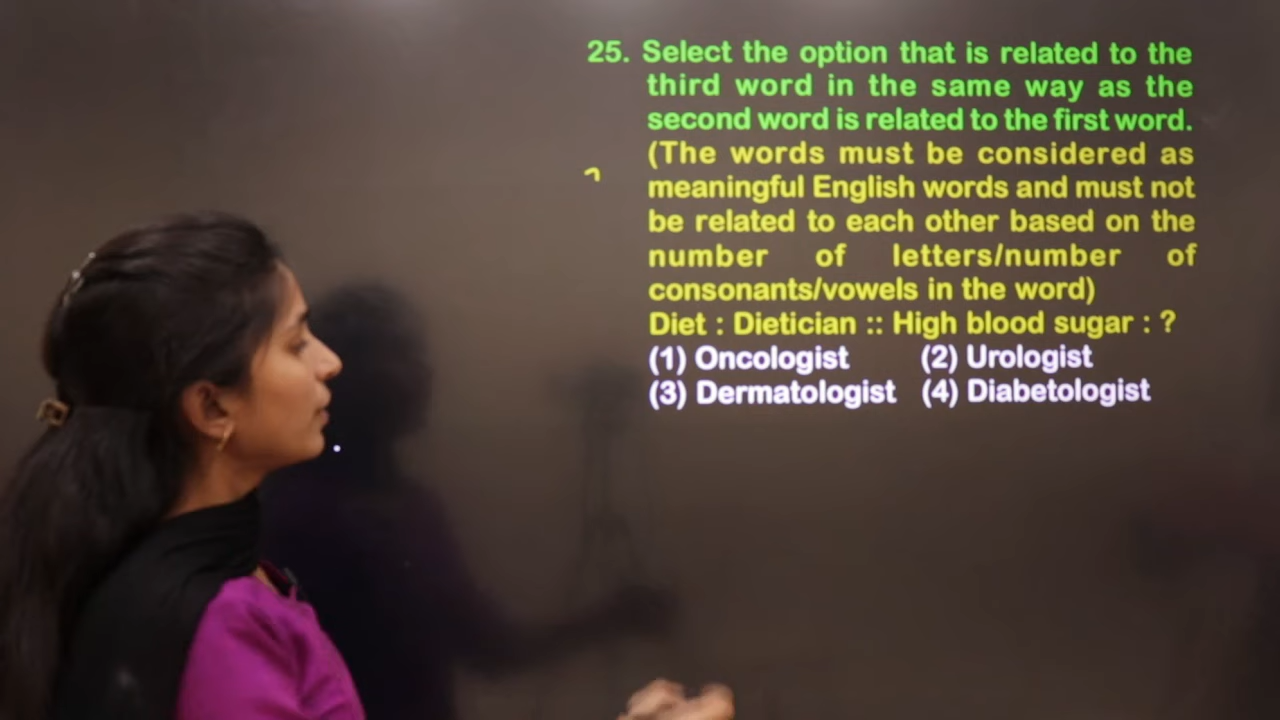 25. Select the option that is related to the
third word in the same way as the
second word is related to the first word.
(The words must be considered as
meaningful English words and must not
be related to each other based on the
number of letters/number of
consonants/vowels in the word)
Diet : Dietician :: High blood sugar : ?
(1) Oncologist (2) Urologist
(3) Dermatologist (4) Diabetologist